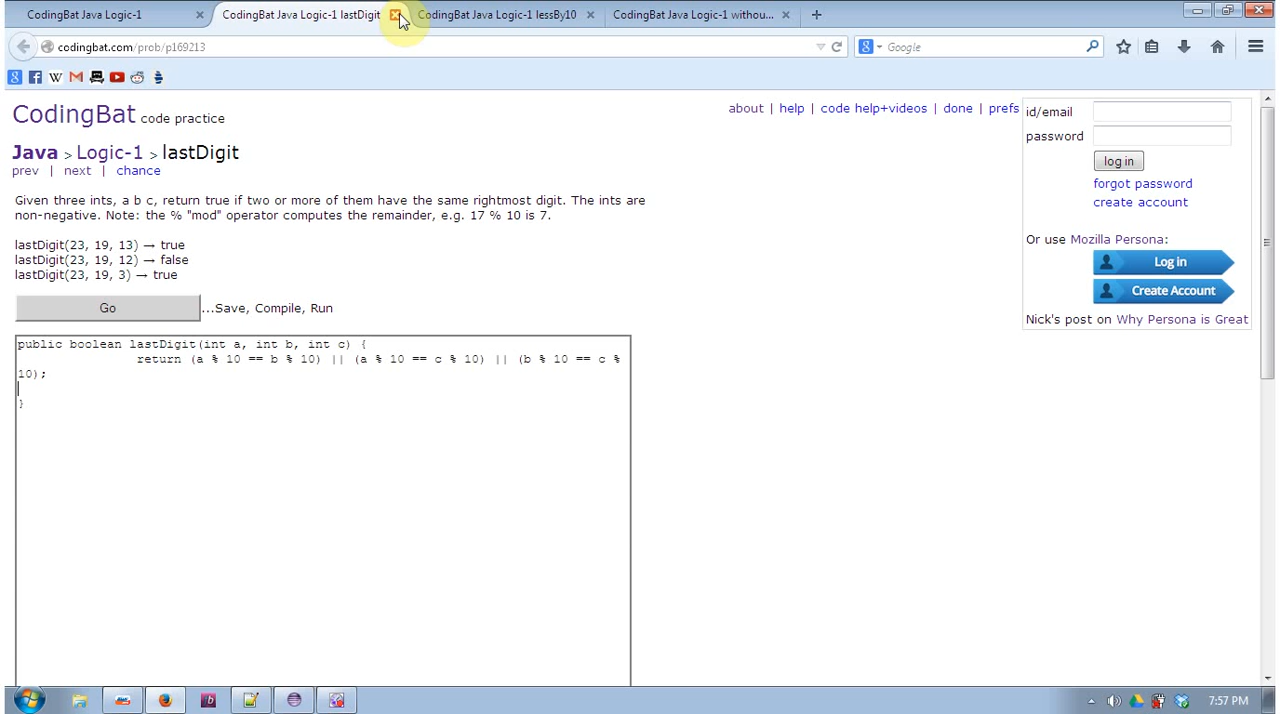 CodingBat Java Logic-1
CodingBat Java Logic-1 lastDigit
CodingBat Java Logic-1 lessBy10
CodingBat Java Logic-1 withou...
codingbat.com/prob/p169213
Google
CodingBat code practice
about | help | code help+videos | done | prefs
id/email
password
log in
forgot password
create account
Or use Mozilla Persona:
Log in
Create Account
Nick's post on Why Persona is Great
Java > Logic-1 > lastDigit
prev | next | chance
Given three ints, a b c, return true if two or more of them have the same rightmost digit. The ints are
non-negative. Note: the % "mod" operator computes the remainder, e.g. 17 % 10 is 7.
lastDigit(23, 19, 13) → true
lastDigit(23, 19, 12) → false
lastDigit(23, 19, 3) → true
Go
...Save, Compile, Run
public boolean lastDigit(int a, int b, int c) {
return (a % 10 == b % 10) || (a % 10 == c % 10) || (b % 10 == c %
10);
}
7:57 PM